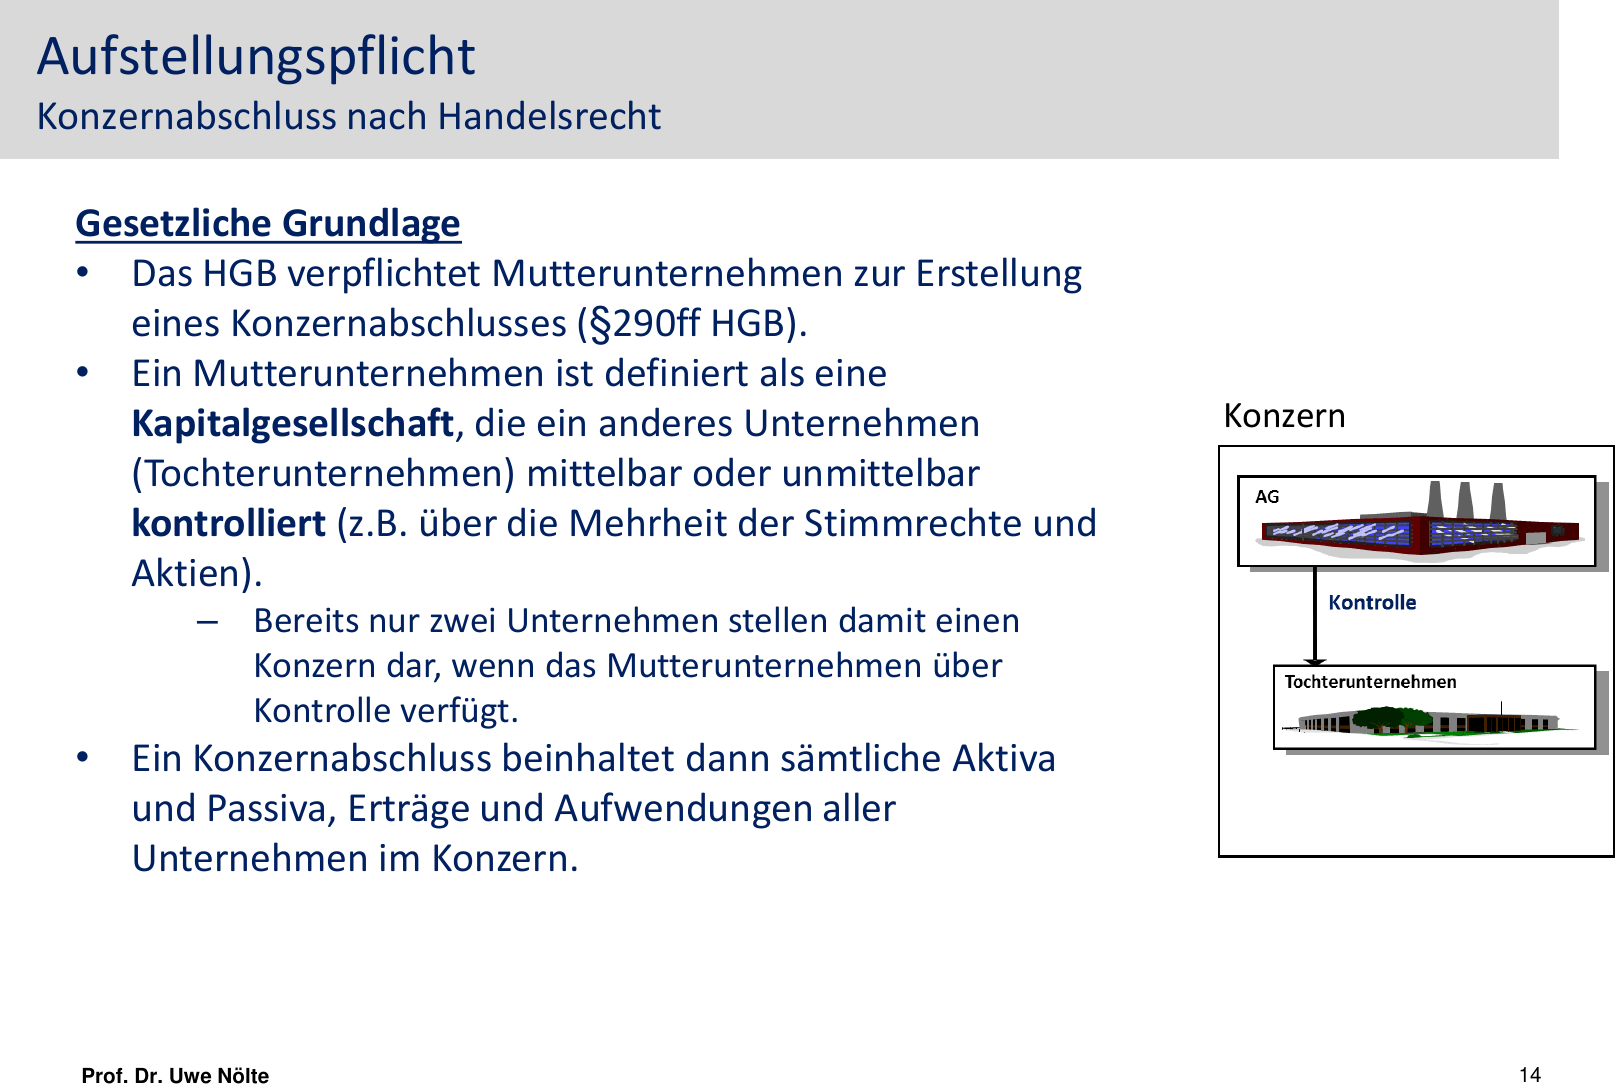 Aufstellungspflicht
Konzernabschluss nach Handelsrecht
Gesetzliche Grundlage
• Das HGB verpflichtet Mutterunternehmen zur Erstellung
eines Konzernabschlusses (§290ff HGB).
• Ein Mutterunternehmen ist definiert als eine
Kapitalgesellschaft, die ein anderes Unternehmen
(Tochterunternehmen) mittelbar oder unmittelbar
kontrolliert (z.B. über die Mehrheit der Stimmrechte und
Aktien).
– Bereits nur zwei Unternehmen stellen damit einen
Konzern dar, wenn das Mutterunternehmen über
Kontrolle verfügt.
• Ein Konzernabschluss beinhaltet dann sämtliche Aktiva
und Passiva, Erträge und Aufwendungen aller
Unternehmen im Konzern.
Konzern
AG
Kontrolle
Tochterunternehmen
Prof. Dr. Uwe Nölte
14